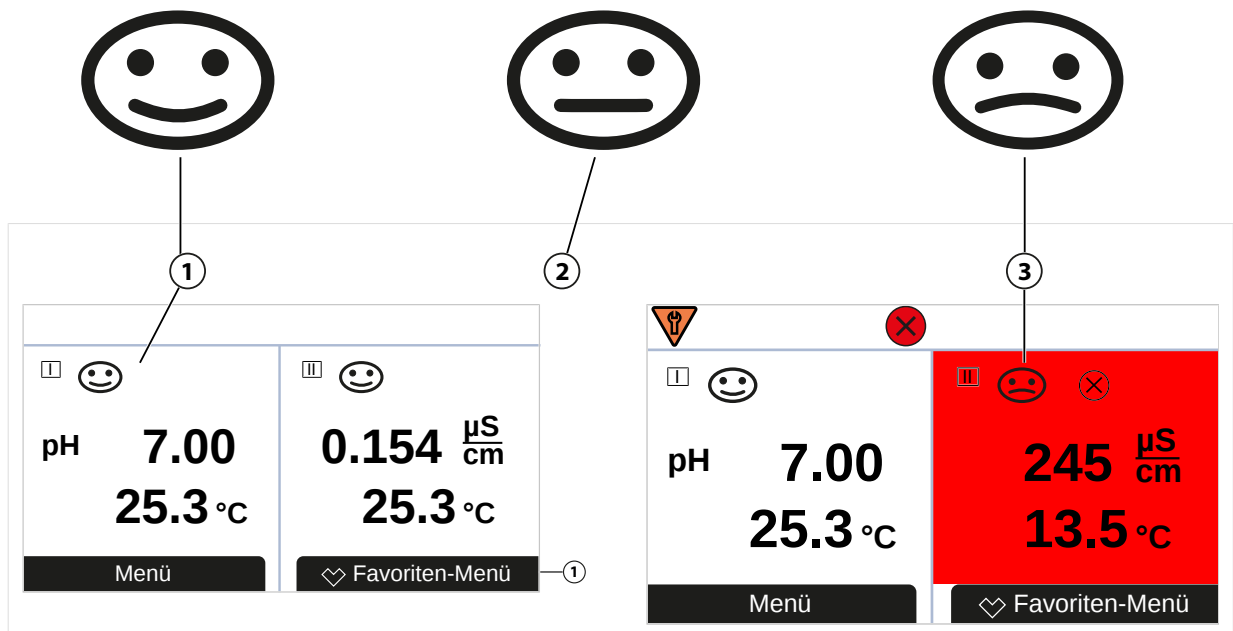 1
2
3
I
II
pH 7.00
25.3 °C
0.154 µS/cm
25.3 °C
Menü
Favoriten-Menü
1
I
II
pH 7.00
25.3 °C
245 µS/cm
13.5 °C
Menü
Favoriten-Menü